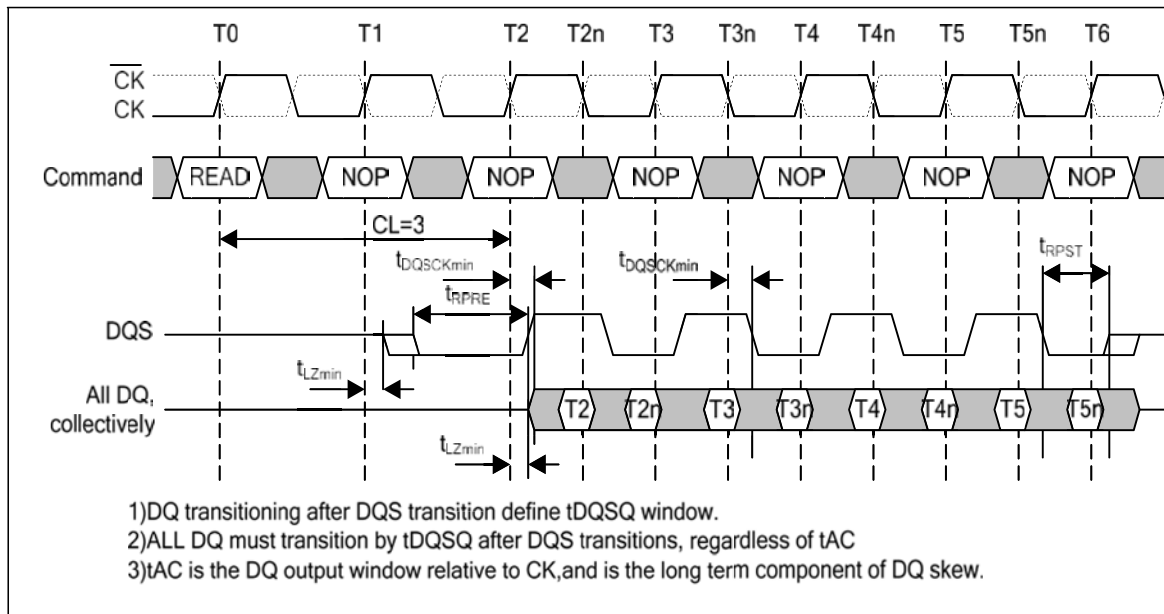 T0 T1 T2 T2n T3 T3n T4 T4n T5 T5n T6
CK
CK
Command READ NOP NOP NOP NOP NOP NOP
CL=3
tDQSCKmin tDQSCKmin tRPST
tRPRE
DQS
tLZmin
All DQ,
collectively
T2 T2n T3 T3n T4 T4n T5 T5n
tLZmin
1)DQ transitioning after DQS transition define tDQSQ window.
2)ALL DQ must transition by tDQSQ after DQS transitions, regardless of tAC
3)tAC is the DQ output window relative to CK,and is the long term component of DQ skew.